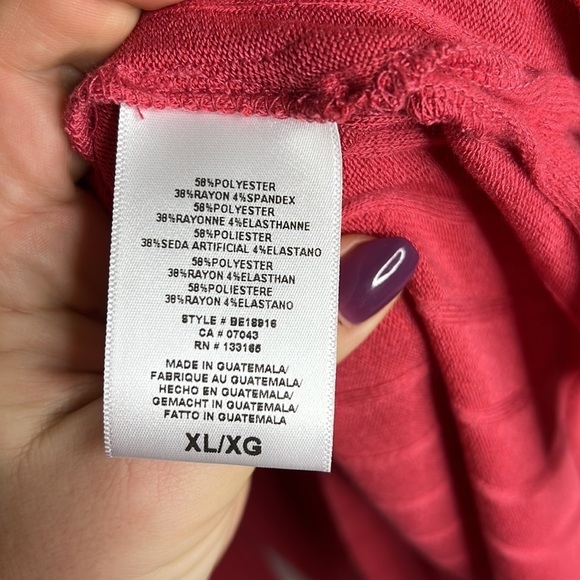 58%POLYESTER
38%RAYON 4%SPANDEX
58%POLYESTER
38%RAYONNE 4%ELASTHANNE
58%POLIESTER
38%SEDA ARTIFICIAL 4%ELASTANO
58%POLYESTER
38%RAYON 4%ELASTHAN
58%POLIESTERE
38%RAYON 4%ELASTANO
STYLE # BE18916
CA # 07043
RN # 133165
MADE IN GUATEMALA/
FABRIQUE AU GUATEMALA/
HECHO EN GUATEMALA/
GEMACHT IN GUATEMALA/
FATTO IN GUATEMALA
XL/XG